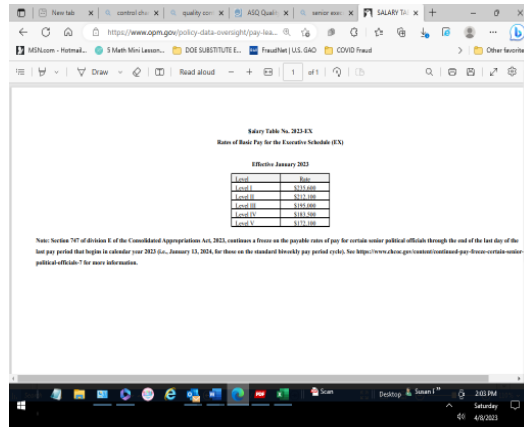 New tab
control cha
quality con
ASQ Quali
senior exec
SALARY TA
https://www.opm.gov/policy-data-oversight/pay-lea...
MSN.com - Hotmail...
5 Math Mini Lesson...
DOE SUBSTITUTE E...
FraudNet | U.S. GAO
COVID Fraud
Other favorite
Draw
Read aloud
1 of 1
Salary Table No. 2023-EX
Rates of Basic Pay for the Executive Schedule (EX)
Effective January 2023
Level Rate
Level I $235,600
Level II $212,100
Level III $195,000
Level IV $183,500
Level V $172,100
Note: Section 747 of division E of the Consolidated Appropriations Act, 2023, continues a freeze on the payable rates of pay for certain senior political officials through the end of the last day of the
last pay period that begins in calendar year 2023 (i.e., January 13, 2024, for those on the standard biweekly pay period cycle). See https://www.chcoc.gov/content/continued-pay-freeze-certain-senior-
political-officials-7 for more information.
Scan
Desktop
Susan I
2:03 PM
Saturday
4/8/2023